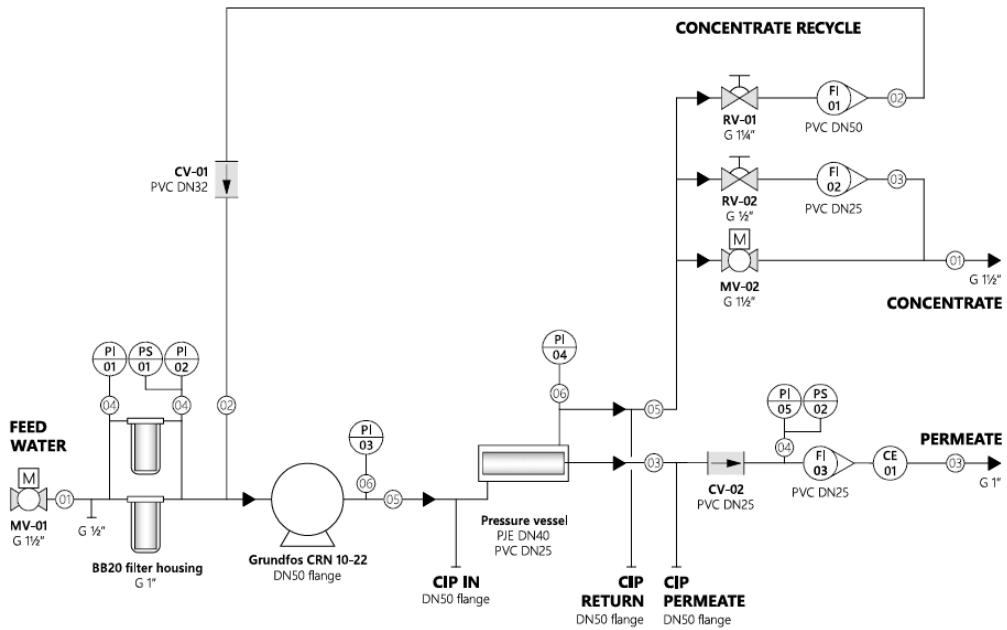 CONCENTRATE RECYCLE
FI
01
02
RV-01
G 1¼"
PVC DN50
CV-01
PVC DN32
FI
02
03
RV-02
G ½"
PVC DN25
M
MV-02
G 1½"
01
G 1½"
CONCENTRATE
PI
01
PS
01
PI
02
04
04
02
PI
04
06
05
FEED
WATER
M
01
MV-01
G 1½"
G ½"
BB20 filter housing
G 1"
PI
03
06
05
Grundfos CRN 10-22
DN50 flange
CIP IN
DN50 flange
Pressure vessel
PJE DN40
PVC DN25
03
CIP
RETURN
DN50 flange
CIP
PERMEATE
DN50 flange
CV-02
PVC DN25
PI
05
PS
02
04
FI
03
PVC DN25
CE
01
PERMEATE
03
G 1"